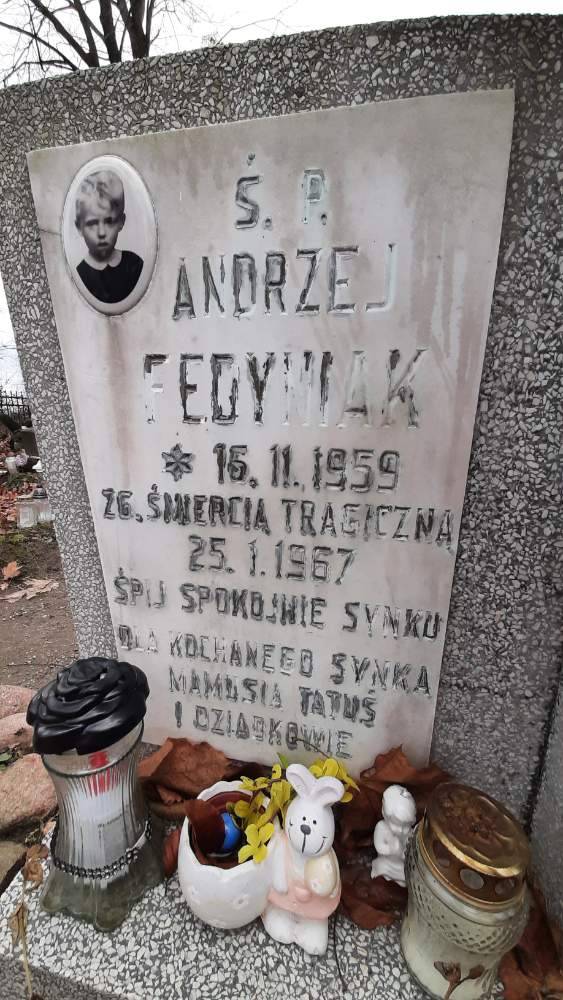 Ś. P.
ANDRZEJ
FEDYNIAK
* 16. 11. 1959
ZG. ŚMIERCIĄ TRAGICZNĄ
25. 1. 1967
ŚPIJ SPOKOJNIE SYNKU
DLA KOCHANEGO SYNKA
MAMUSIA TATUŚ
I DZIADKOWIE